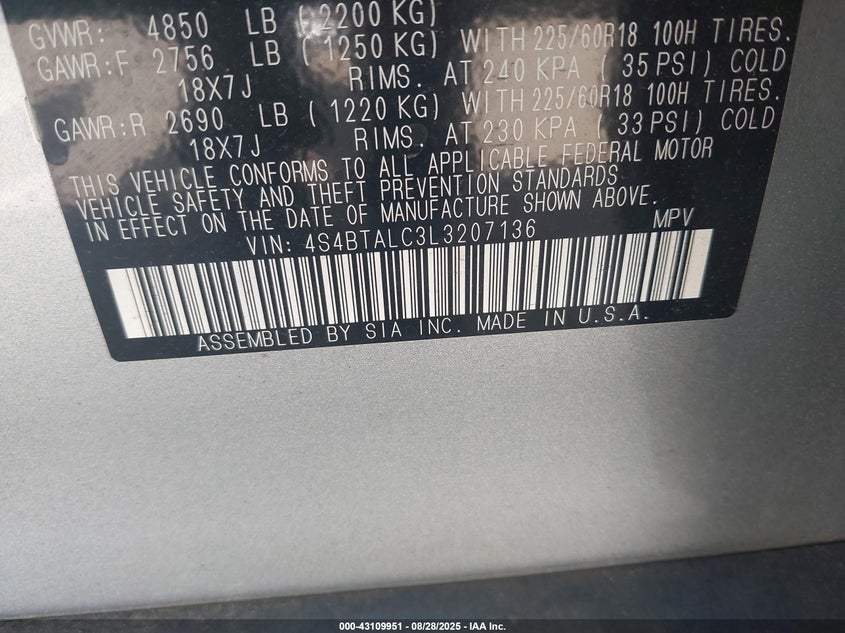 GVWR: 4850 LB (2200 KG)
GAWR:F 2756 LB (1250 KG) WITH 225/60R18 100H TIRES.
18X7J RIMS. AT 240 KPA (35 PSI) COLD
GAWR:R 2690 LB (1220 KG) WITH 225/60R18 100H TIRES.
18X7J RIMS. AT 230 KPA (33 PSI) COLD
THIS VEHICLE CONFORMS TO ALL APPLICABLE FEDERAL MOTOR
VEHICLE SAFETY AND THEFT PREVENTION STANDARDS
IN EFFECT ON THE DATE OF MANUFACTURE SHOWN ABOVE.
VIN: 4S4BTALC3L3207136 MPV
ASSEMBLED BY SIA INC. MADE IN U.S.A.
000-43109951 - 08/28/2025 - IAA Inc.